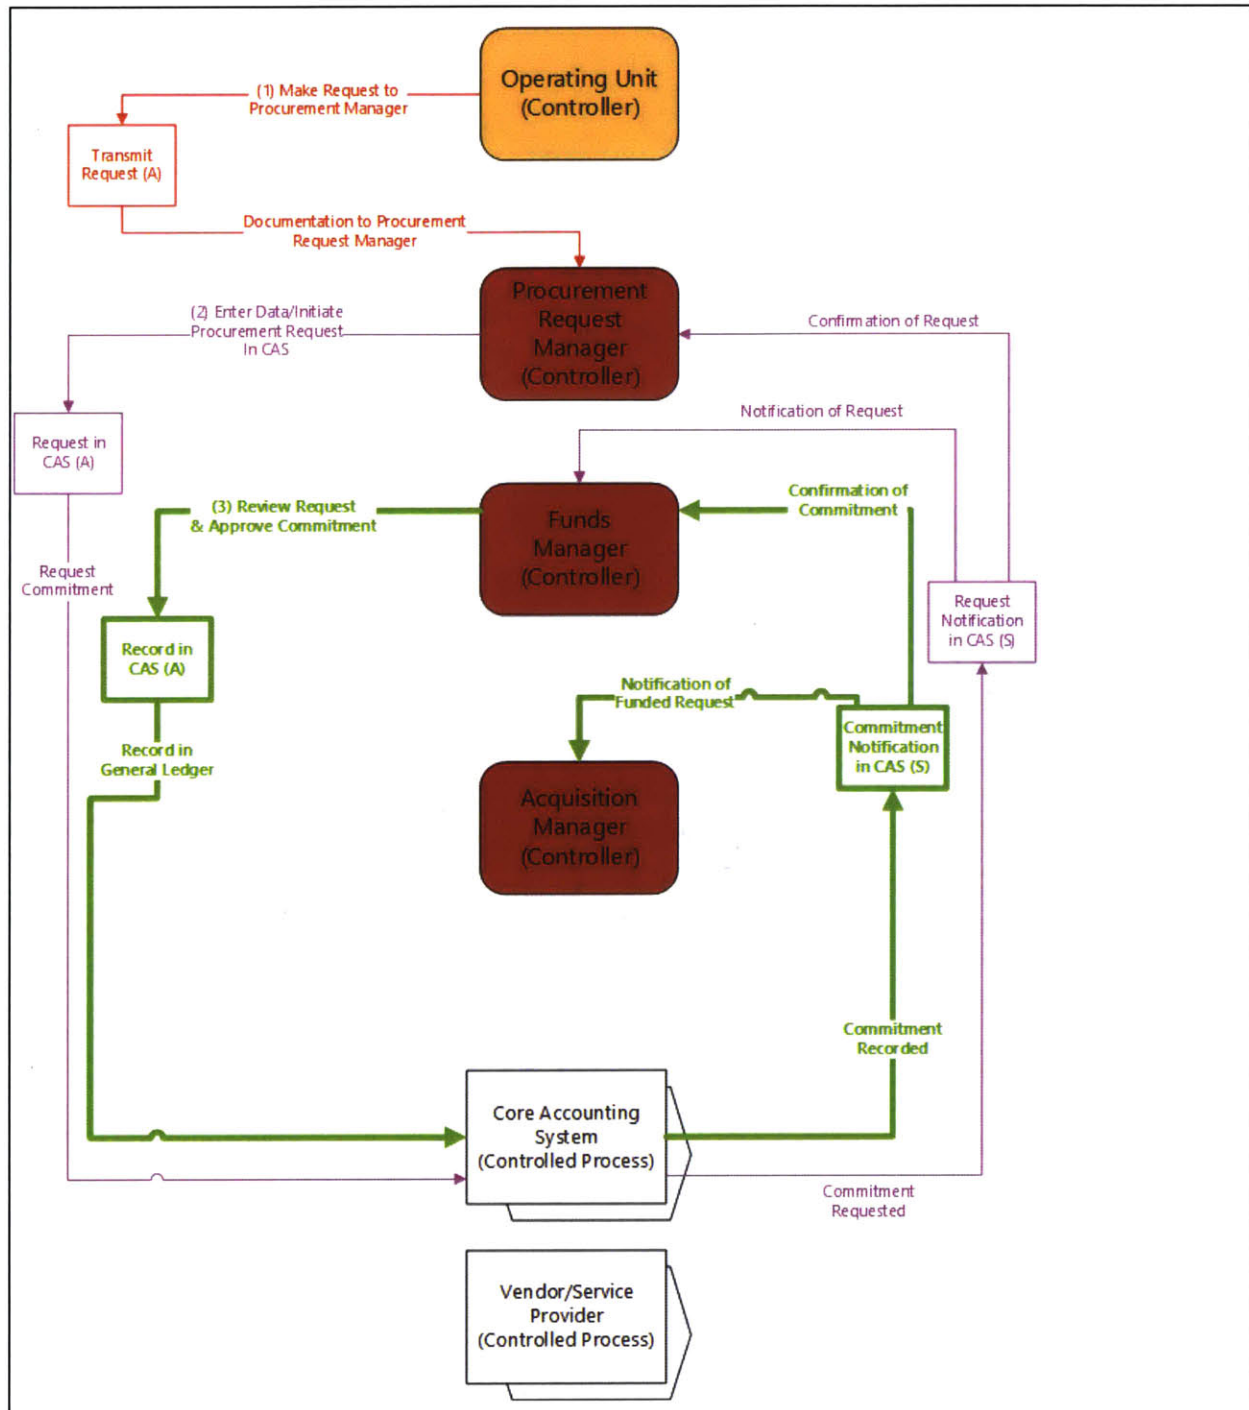 Operating Unit
(Controller)
(1) Make Request to
Procurement Manager
Transmit
Request (A)
Documentation to Procurement
Request Manager
Procurement
Request
Manager
(Controller)
(2) Enter Data/Initiate
Procurement Request
In CAS
Confirmation of Request
Notification of Request
Request in
CAS (A)
(3) Review Request
& Approve Commitment
Funds
Manager
(Controller)
Confirmation of
Commitment
Request
Commitment
Request
Notification
in CAS (S)
Record in
CAS (A)
Notification of
Funded Request
Commitment
Notification
in CAS (S)
Record in
General Ledger
Acquisition
Manager
(Controller)
Commitment
Recorded
Core Accounting
System
(Controlled Process)
Commitment
Requested
Vendor/Service
Provider
(Controlled Process)